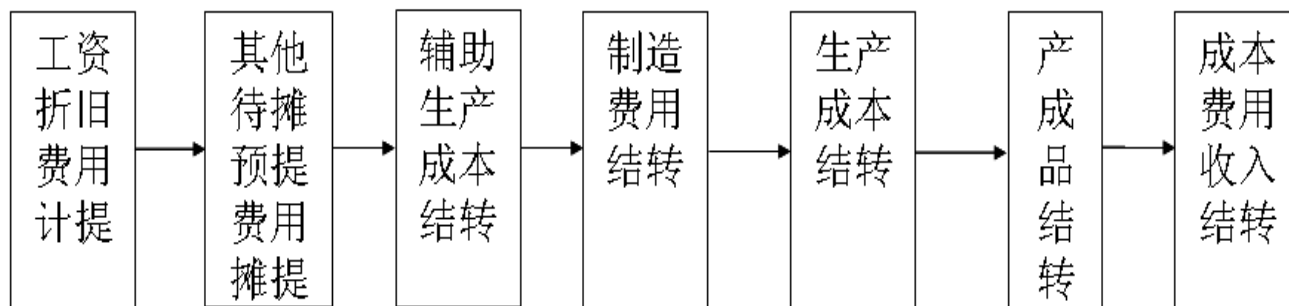 工资
折旧
费用
计提
其他
待摊
预提
费用
摊提
辅助
生产
成本
结转
制造
费用
结转
生产
成本
结转
产
成
品
结
转
成本
费用
收入
结转